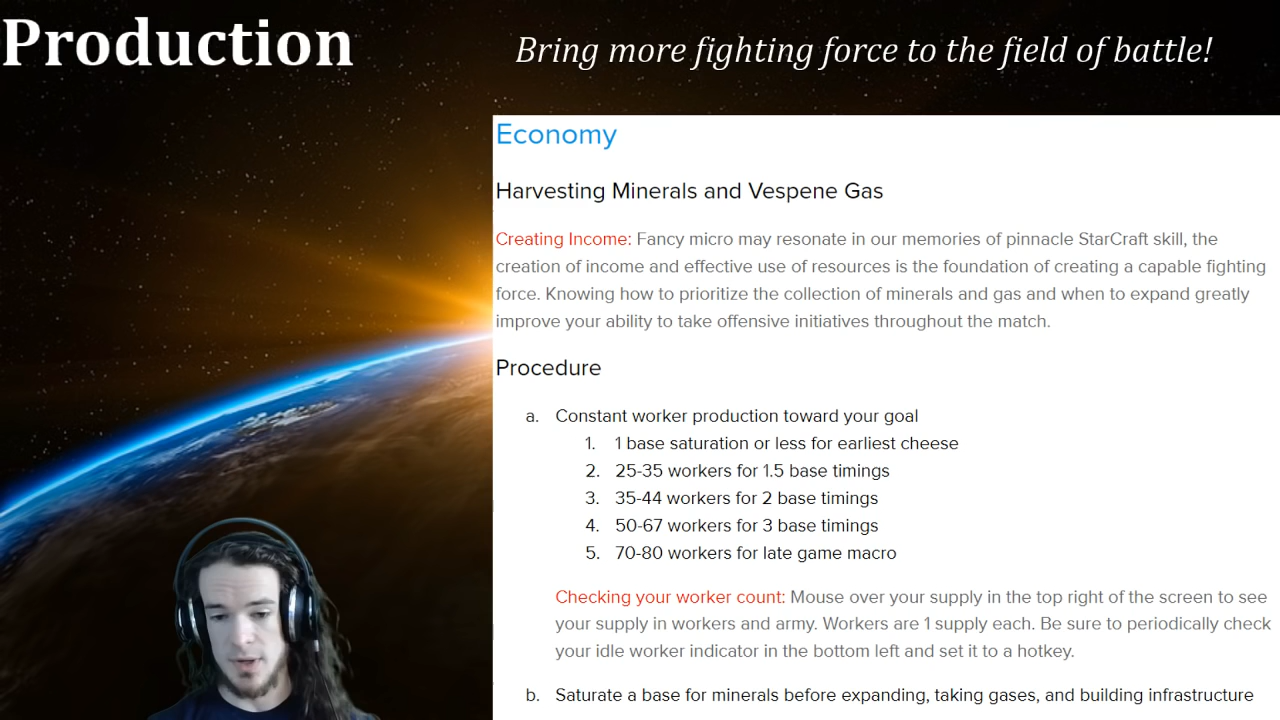 Production
Bring more fighting force to the field of battle!
Economy
Harvesting Minerals and Vespene Gas
Creating Income: Fancy micro may resonate in our memories of pinnacle StarCraft skill, the
creation of income and effective use of resources is the foundation of creating a capable fighting
force. Knowing how to prioritize the collection of minerals and gas and when to expand greatly
improve your ability to take offensive initiatives throughout the match.
Procedure
a. Constant worker production toward your goal
1. 1 base saturation or less for earliest cheese
2. 25-35 workers for 1.5 base timings
3. 35-44 workers for 2 base timings
4. 50-67 workers for 3 base timings
5. 70-80 workers for late game macro
Checking your worker count: Mouse over your supply in the top right of the screen to see
your supply in workers and army. Workers are 1 supply each. Be sure to periodically check
your idle worker indicator in the bottom left and set it to a hotkey.
b. Saturate a base for minerals before expanding, taking gases, and building infrastructure